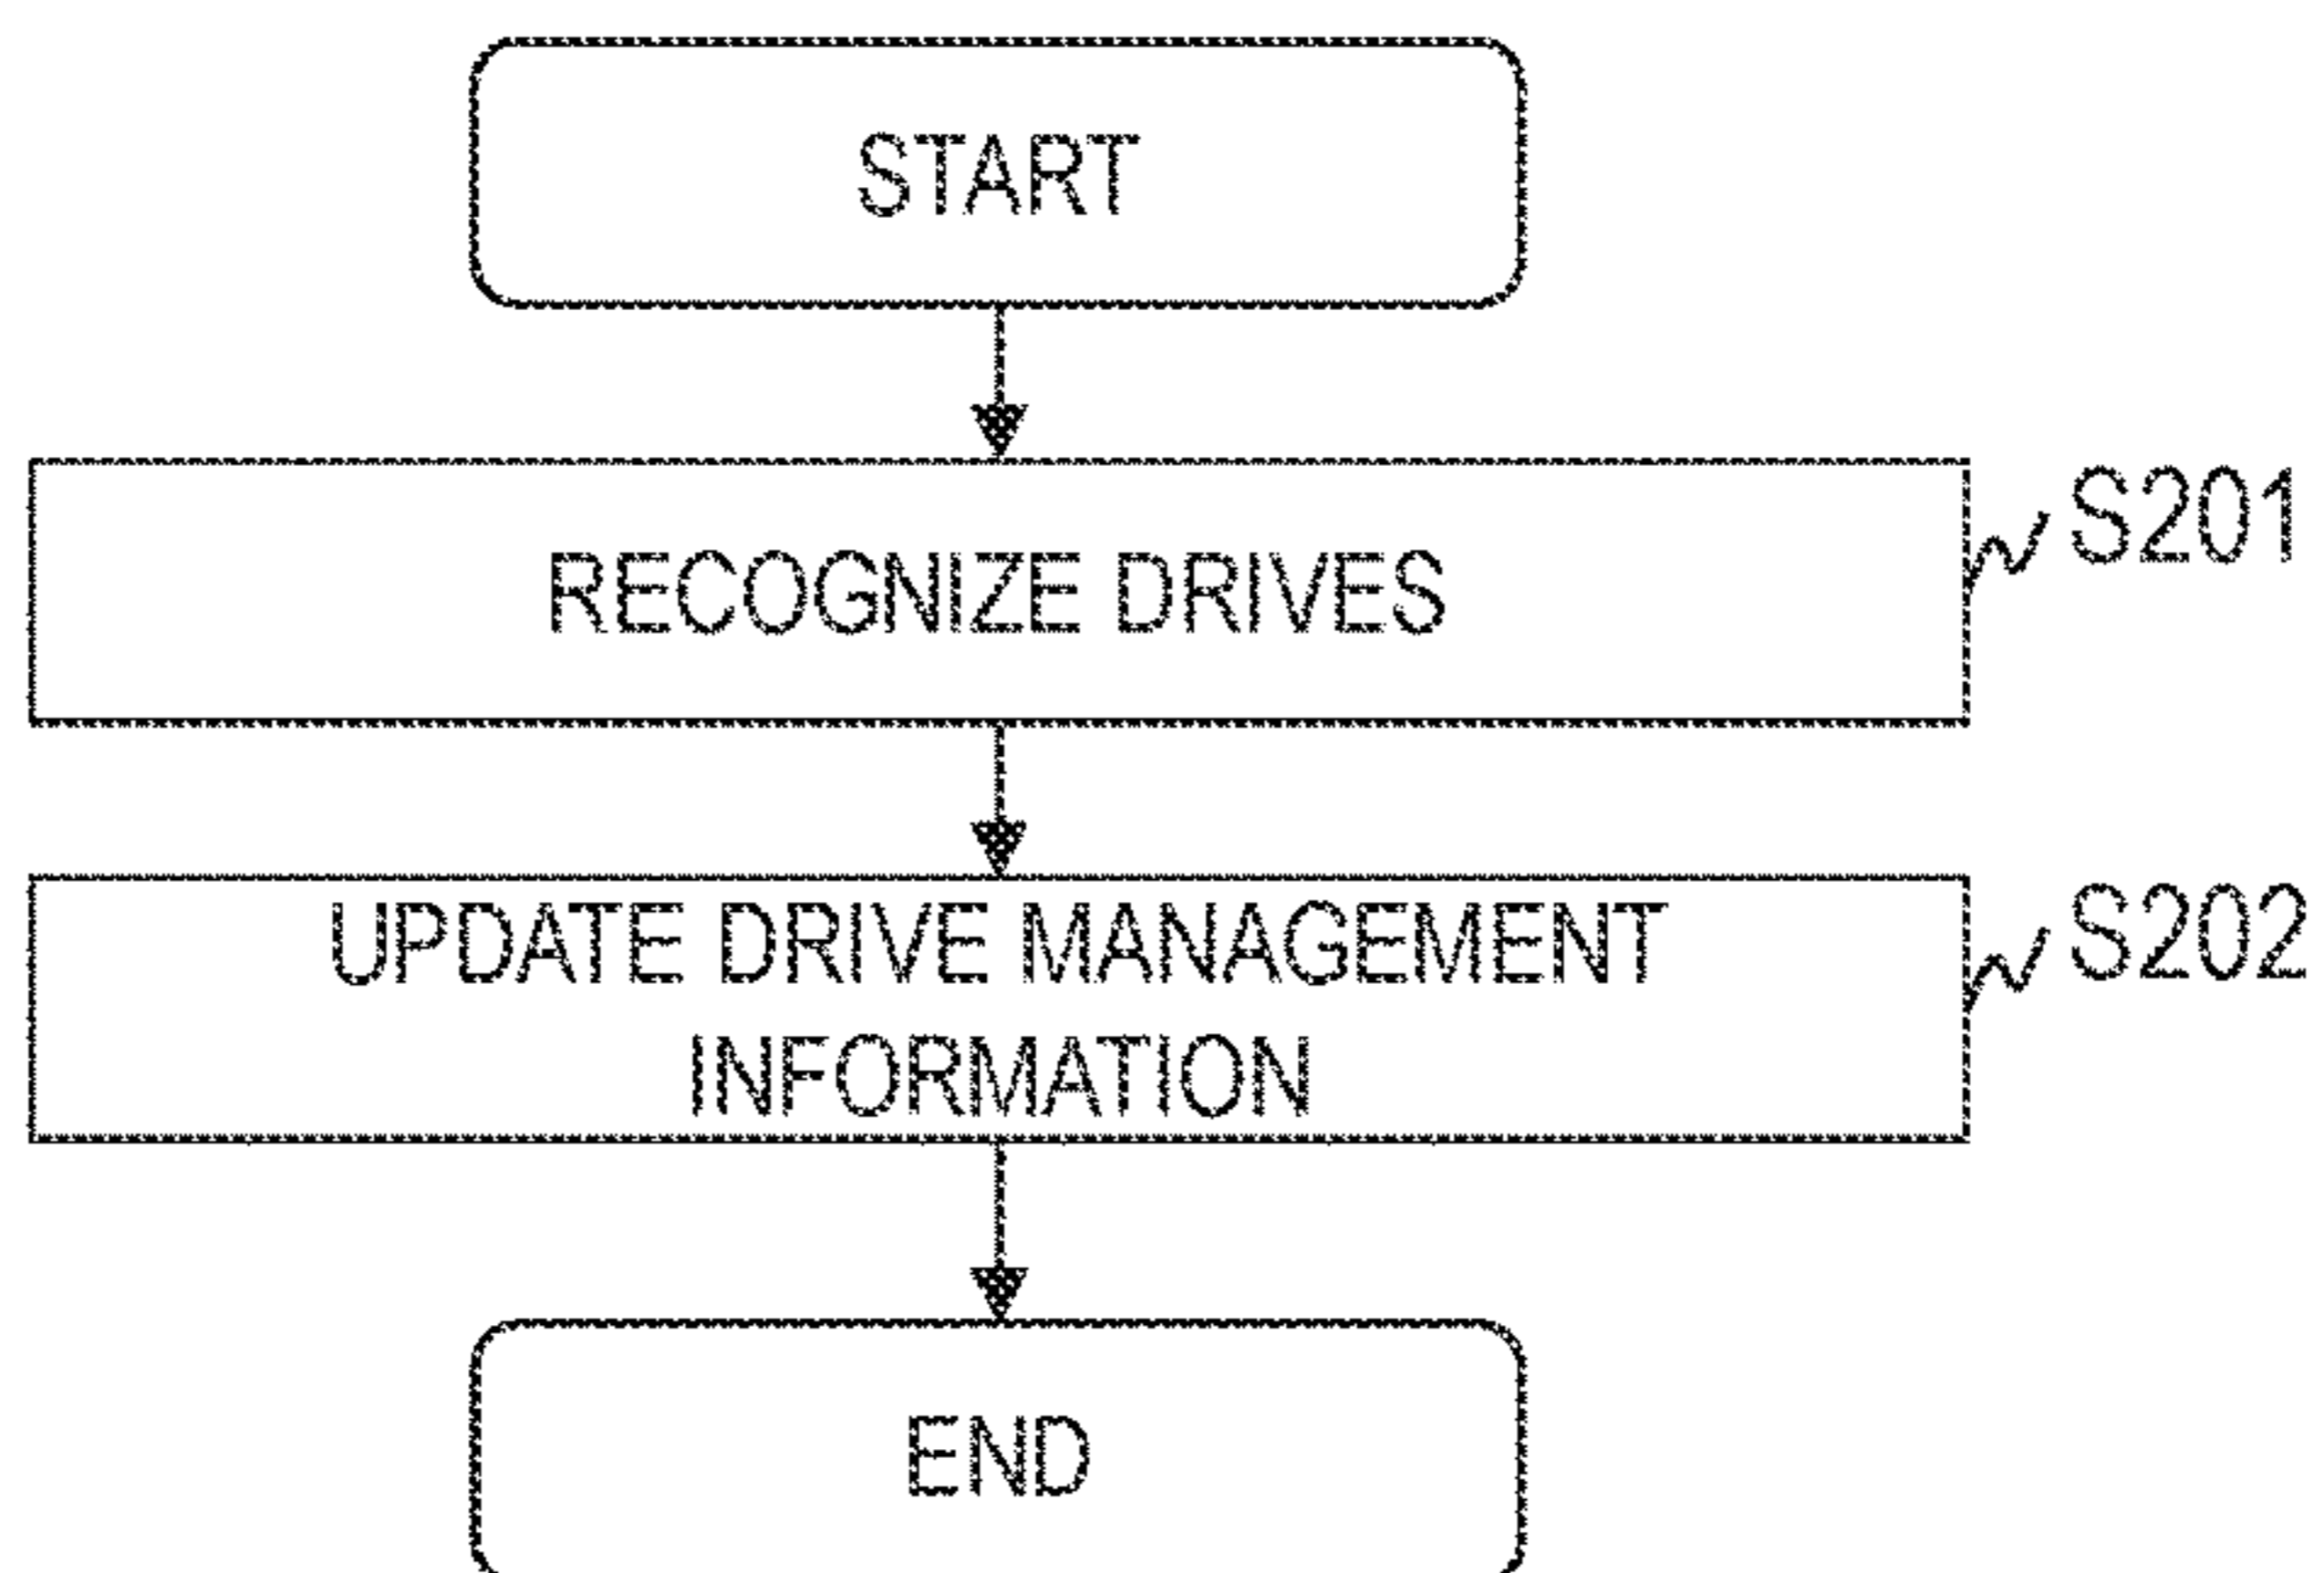 START
RECOGNIZE DRIVES
S201
UPDATE DRIVE MANAGEMENT
INFORMATION
S202
END